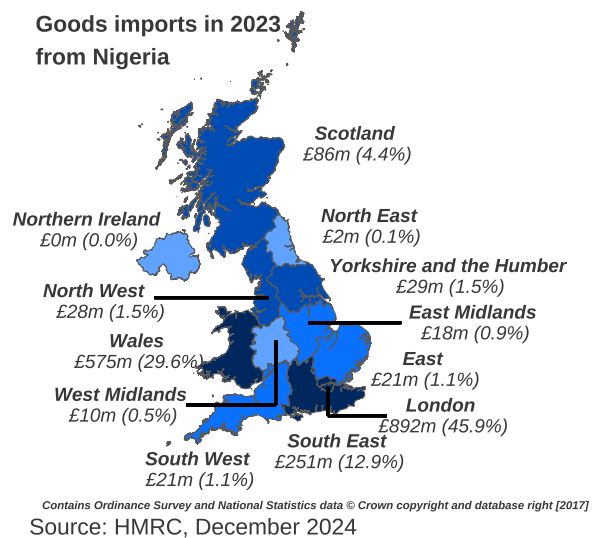 Goods imports in 2023
from Nigeria
Scotland
£86m (4.4%)
Northern Ireland
£0m (0.0%)
North East
£2m (0.1%)
Yorkshire and the Humber
£29m (1.5%)
North West
£28m (1.5%)
East Midlands
£18m (0.9%)
Wales
£575m (29.6%)
East
£21m (1.1%)
West Midlands
£10m (0.5%)
London
£892m (45.9%)
South East
£251m (12.9%)
South West
£21m (1.1%)
Contains Ordinance Survey and National Statistics data © Crown copyright and database right [2017]
Source: HMRC, December 2024